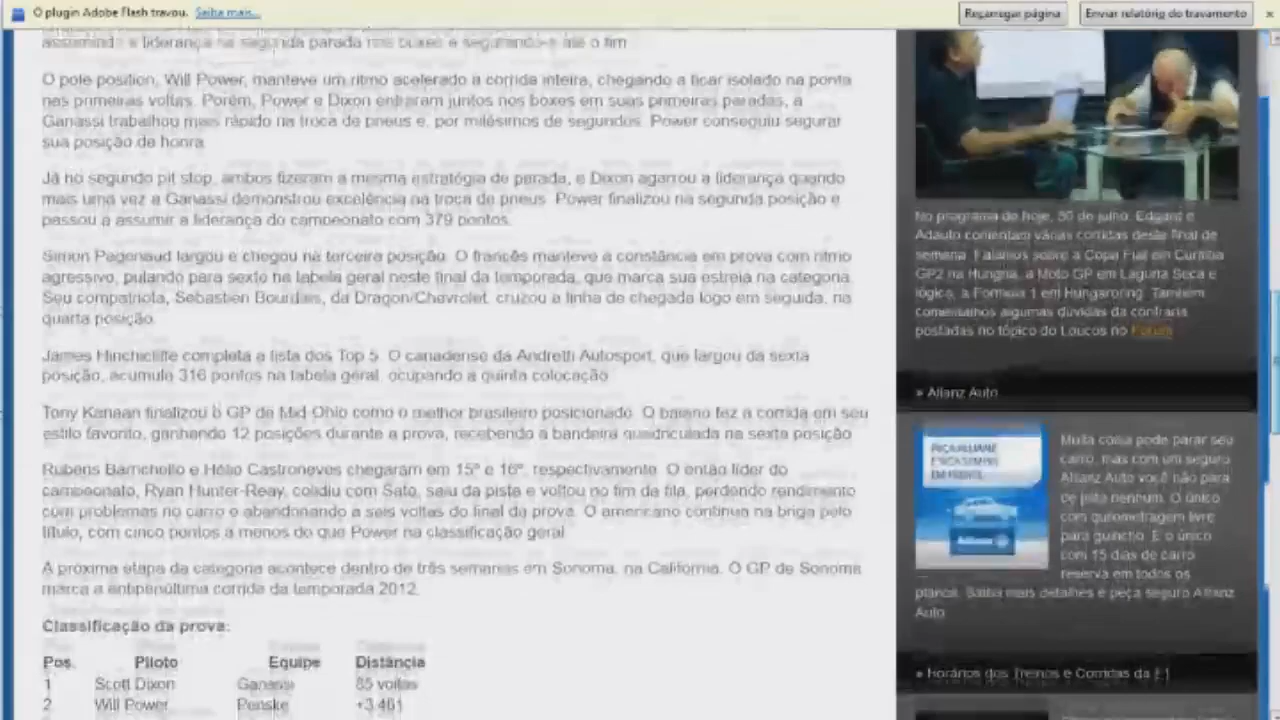 O plugin Adobe Flash travou. Saiba mais...
Recarregar página
Enviar relatório do travamento
assumindo a liderança na segunda parada nos boxes e segurando-a até o fim.
O pole position, Will Power, manteve um ritmo acelerado a corrida inteira, chegando a ficar isolado na ponta
nas primeiras voltas. Porém, Power e Dixon entraram juntos nos boxes em suas primeiras paradas, a
Ganassi trabalhou mais rápido na troca de pneus e, por milésimos de segundos, Power conseguiu segurar
sua posição de honra.
Já no segundo pit stop, ambos fizeram a mesma estratégia de parada, e Dixon agarrou a liderança quando
mais uma vez a Ganassi demonstrou excelência na troca de pneus. Power finalizou na segunda posição e
passou a assumir a liderança do campeonato com 379 pontos.
Simon Pagenaud largou e chegou na terceira posição. O francês manteve a constância em prova com ritmo
agressivo, pulando para sexto na tabela geral neste final da temporada, que marca sua estreia na categoria.
Seu compatriota, Sebastien Bourdais, da Dragon/Chevrolet, cruzou a linha de chegada logo em seguida, na
quarta posição.
James Hinchcliffe completa a lista dos Top 5. O canadense da Andretti Autosport, que largou da sexta
posição, acumula 316 pontos na tabela geral, ocupando a quinta colocação.
Tony Kanaan finalizou o GP de Mid-Ohio como o melhor brasileiro posicionado. O baiano fez a corrida em seu
estilo favorito, ganhando 12 posições durante a prova, recebendo a bandeira quadriculada na sexta posição.
Rubens Barrichello e Hélio Castroneves chegaram em 15º e 16º, respectivamente. O então líder do
campeonato, Ryan Hunter-Reay, colidiu com Sato, saiu da pista e voltou no fim da fila, perdendo rendimento
com problemas no carro e abandonando a seis voltas do final da prova. O americano continua na briga pelo
título, com cinco pontos a menos do que Power na classificação geral.
A próxima etapa da categoria acontece dentro de três semanas em Sonoma, na Califórnia. O GP de Sonoma
marca a antipenúltima corrida da temporada 2012.
Classificação da prova:
Pos. Piloto Equipe Distância
1 Scott Dixon Ganassi 85 voltas
2 Will Power Penske +3.461
No programa de hoje, 30 de julho, Edgard e
Adauto comentam várias corridas deste final de
semana. Falamos sobre a Copa Fiat em Curitiba,
GP2 na Hungria, a Moto GP em Laguna Seca e
lógico, a Formula 1 em Hungaroring. Também
comentamos algumas dúvidas da confraria
postadas no tópico do Loucos no Forum.
» Allianz Auto
Muita coisa pode parar seu
carro, mas com um seguro
Allianz Auto você não para
de jeito nenhum. O único
com quilometragem livre
para guincho. E o único
com 15 dias de carro
reserva em todos os
planos. Saiba mais detalhes e peça seguro Allianz
Auto.
» Horários dos Treinos e Corridas da F1